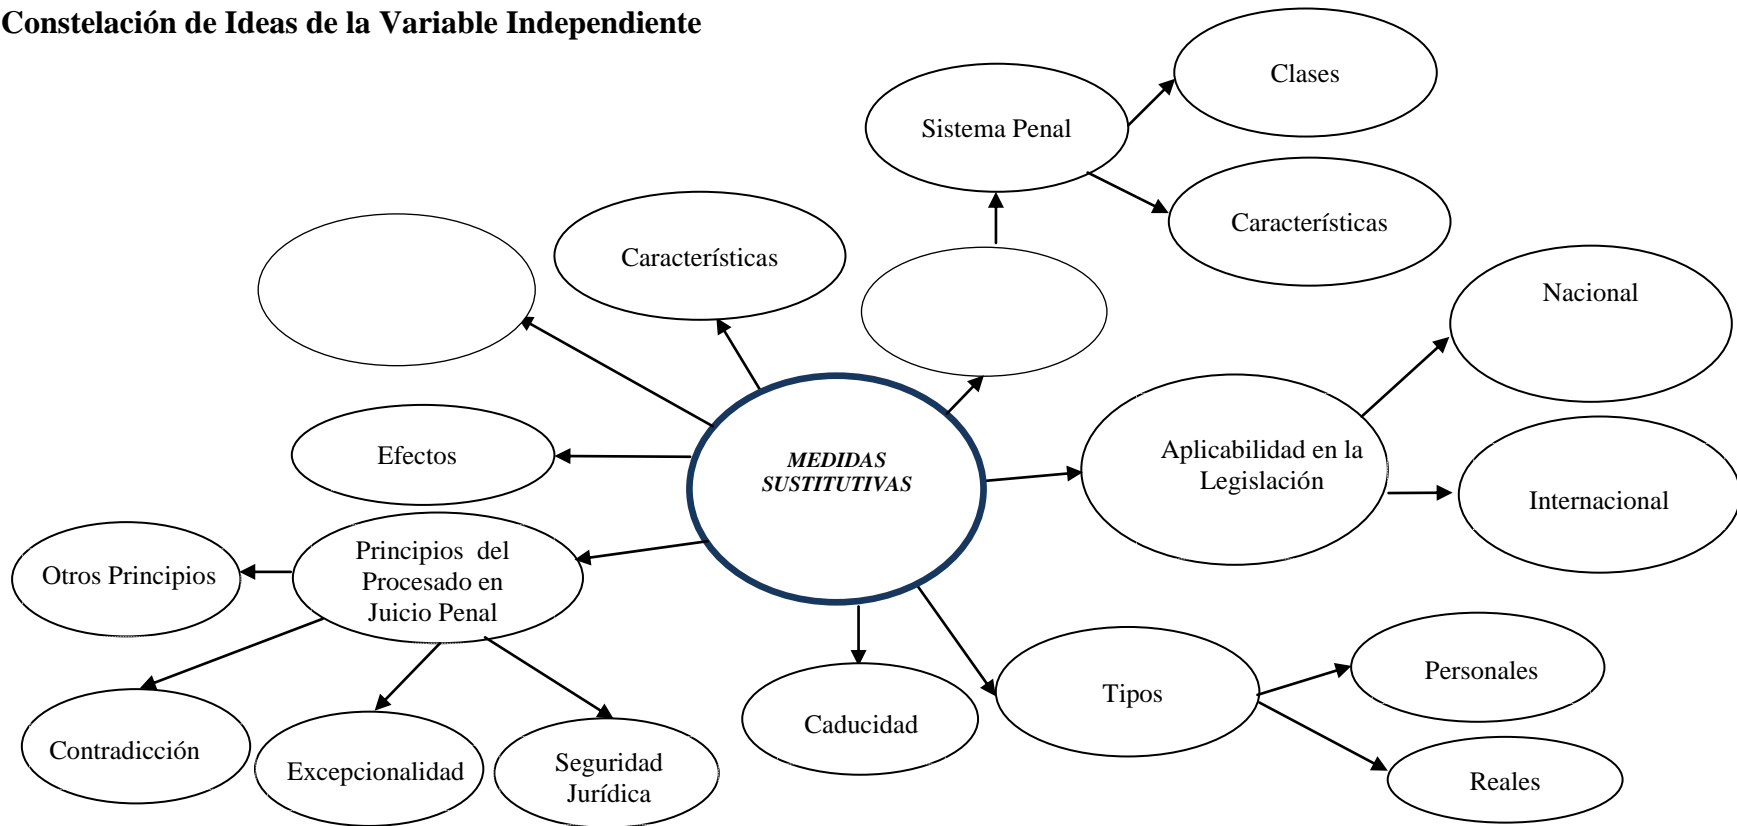 Constelación de Ideas de la Variable Independiente
Clases
Sistema Penal
Características
Características
Nacional
Efectos
MEDIDAS
SUSTITUTIVAS
Aplicabilidad en la
Legislación
Internacional
Principios del
Procesado en
Juicio Penal
Otros Principios
Contradicción
Excepcionalidad
Seguridad
Jurídica
Caducidad
Tipos
Personales
Reales